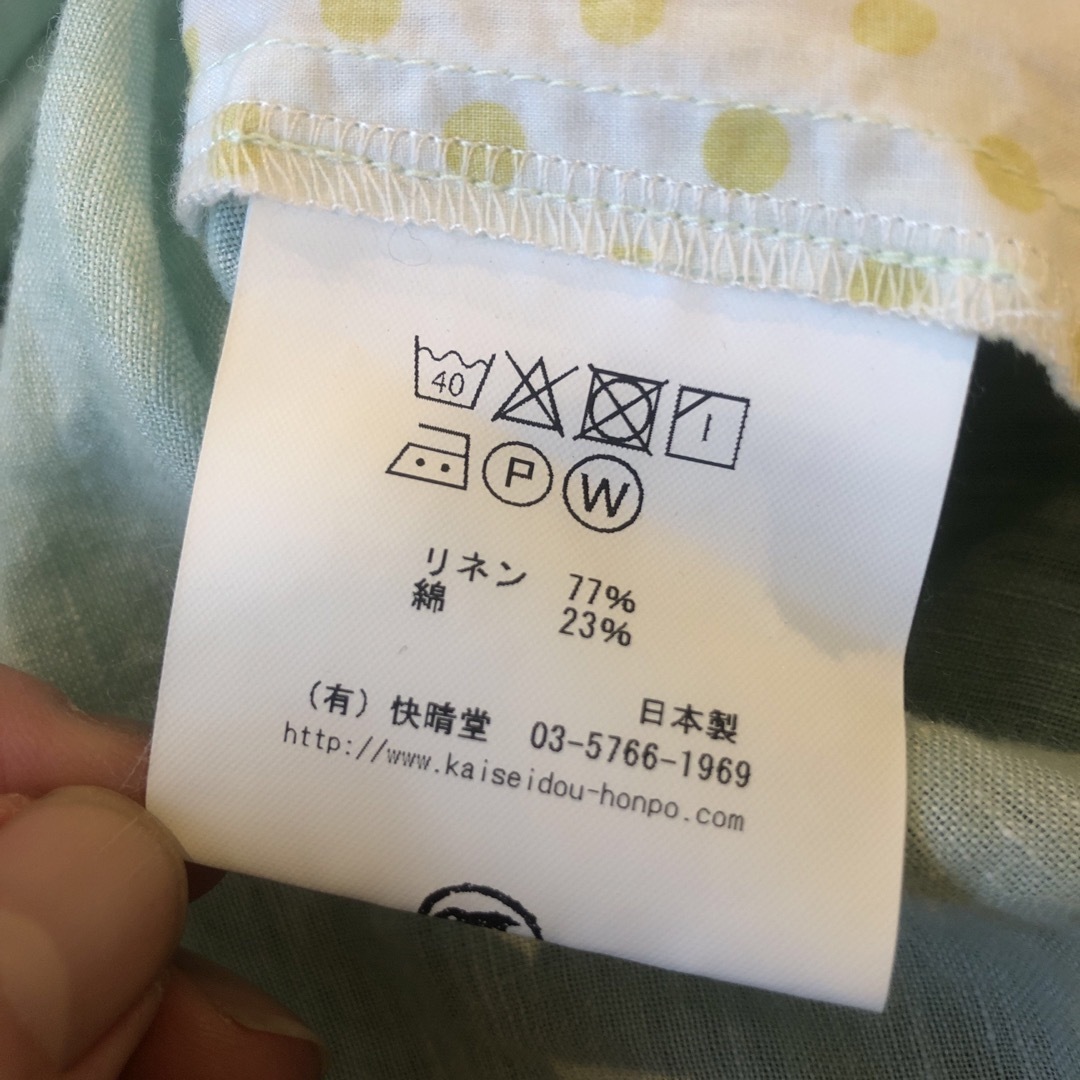 40
P W
リネン 77%
綿 23%
日本製
(有) 快晴堂 03-5766-1969
http://www.kaiseidou-honpo.com